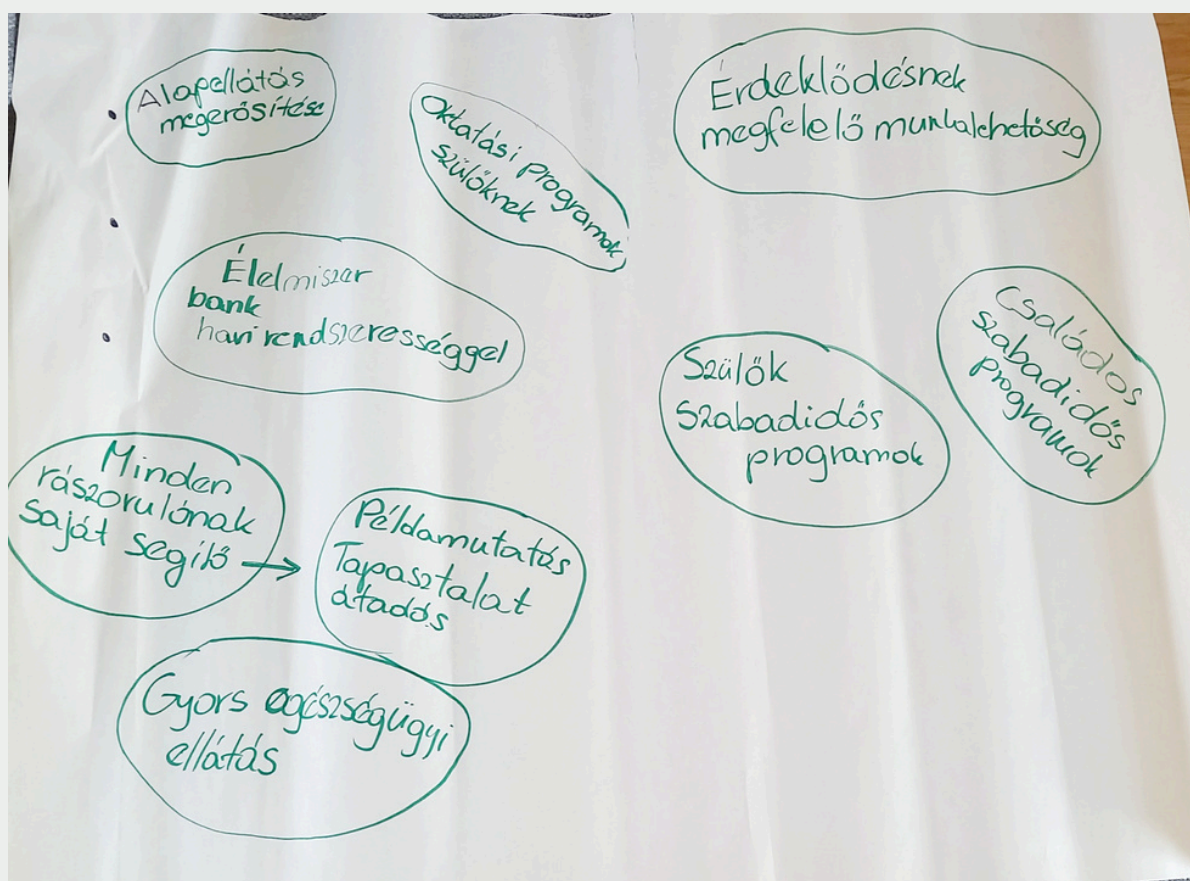 Alapellátás
megerősítése
Oktatási programok
szülőknek
Érdeklődésnek
megfelelő munkalehetőség
Élelmiszer
bank
havi rendszerességgel
Szülők
szabadidős
programok
Családos
szabadidős
programok
Minden
rászorulónak
saját segítő
Példamutatás
Tapasztalat
átadás
Gyors egészségügyi
ellátás